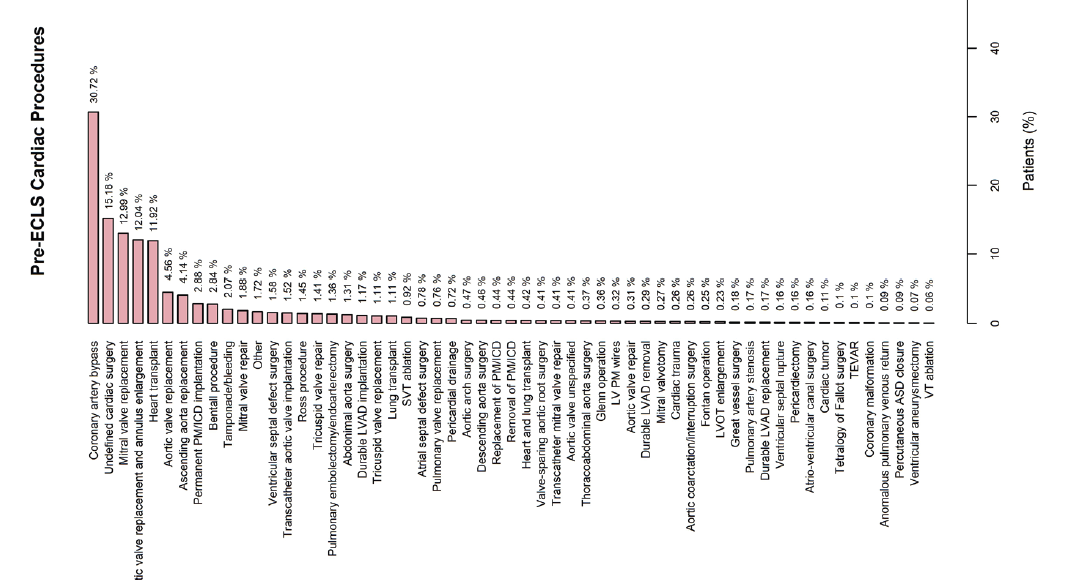 Pre-ECLS Cardiac Procedures
30.72 %
15.18 %
12.99 %
12.04 %
11.92 %
4.56 %
4.14 %
2.88 %
2.84 %
2.07 %
1.88 %
1.72 %
1.58 %
1.52 %
1.45 %
1.41 %
1.36 %
1.31 %
1.17 %
1.11 %
1.11 %
0.92 %
0.78 %
0.76 %
0.72 %
0.47 %
0.46 %
0.44 %
0.44 %
0.42 %
0.41 %
0.41 %
0.41 %
0.37 %
0.36 %
0.32 %
0.31 %
0.29 %
0.27 %
0.26 %
0.26 %
0.25 %
0.23 %
0.18 %
0.17 %
0.17 %
0.16 %
0.16 %
0.16 %
0.11 %
0.1 %
0.1 %
0.1 %
0.09 %
0.09 %
0.07 %
0.06 %
Coronary artery bypass
Undefined cardiac surgery
Mitral valve replacement
tic valve replacement and annulus enlargement
Heart transplant
Aortic valve replacement
Ascending aorta replacement
Permanent PM/ICD implantation
Bentall procedure
Tamponade/bleeding
Mitral valve repair
Other
Ventricular septal defect surgery
Transcatheter aortic valve implantation
Ross procedure
Tricuspid valve repair
Pulmonary embolectomy/endoarterectomy
Abdominal aorta surgery
Durable LVAD implantation
Tricuspid valve replacement
Lung transplant
SVT ablation
Atrial septal defect surgery
Pulmonary valve replacement
Pericardial drainage
Aortic arch surgery
Descending aorta surgery
Replacement of PM/ICD
Removal of PM/ICD
Heart and lung transplant
Valve-sparing aortic root surgery
Transcatheter mitral valve repair
Aortic valve unspecified
Thoracoabdominal aorta surgery
Glenn operation
LV PM wires
Aortic valve repair
Durable LVAD removal
Mitral valvotomy
Cardiac trauma
Aortic coarctation/interruption surgery
Fontan operation
LVOT enlargement
Great vessel surgery
Pulmonary artery stenosis
Durable LVAD replacement
Ventricular septal rupture
Pericardiectomy
Atrio-ventricular canal surgery
Cardiac tumor
Tetralogy of Fallot surgery
TEVAR
Coronary malformation
Anomalous pulmonary venous return
Percutaneous ASD closure
Ventricular aneurysmectomy
VT ablation
0
10
20
30
40
Patients (%)